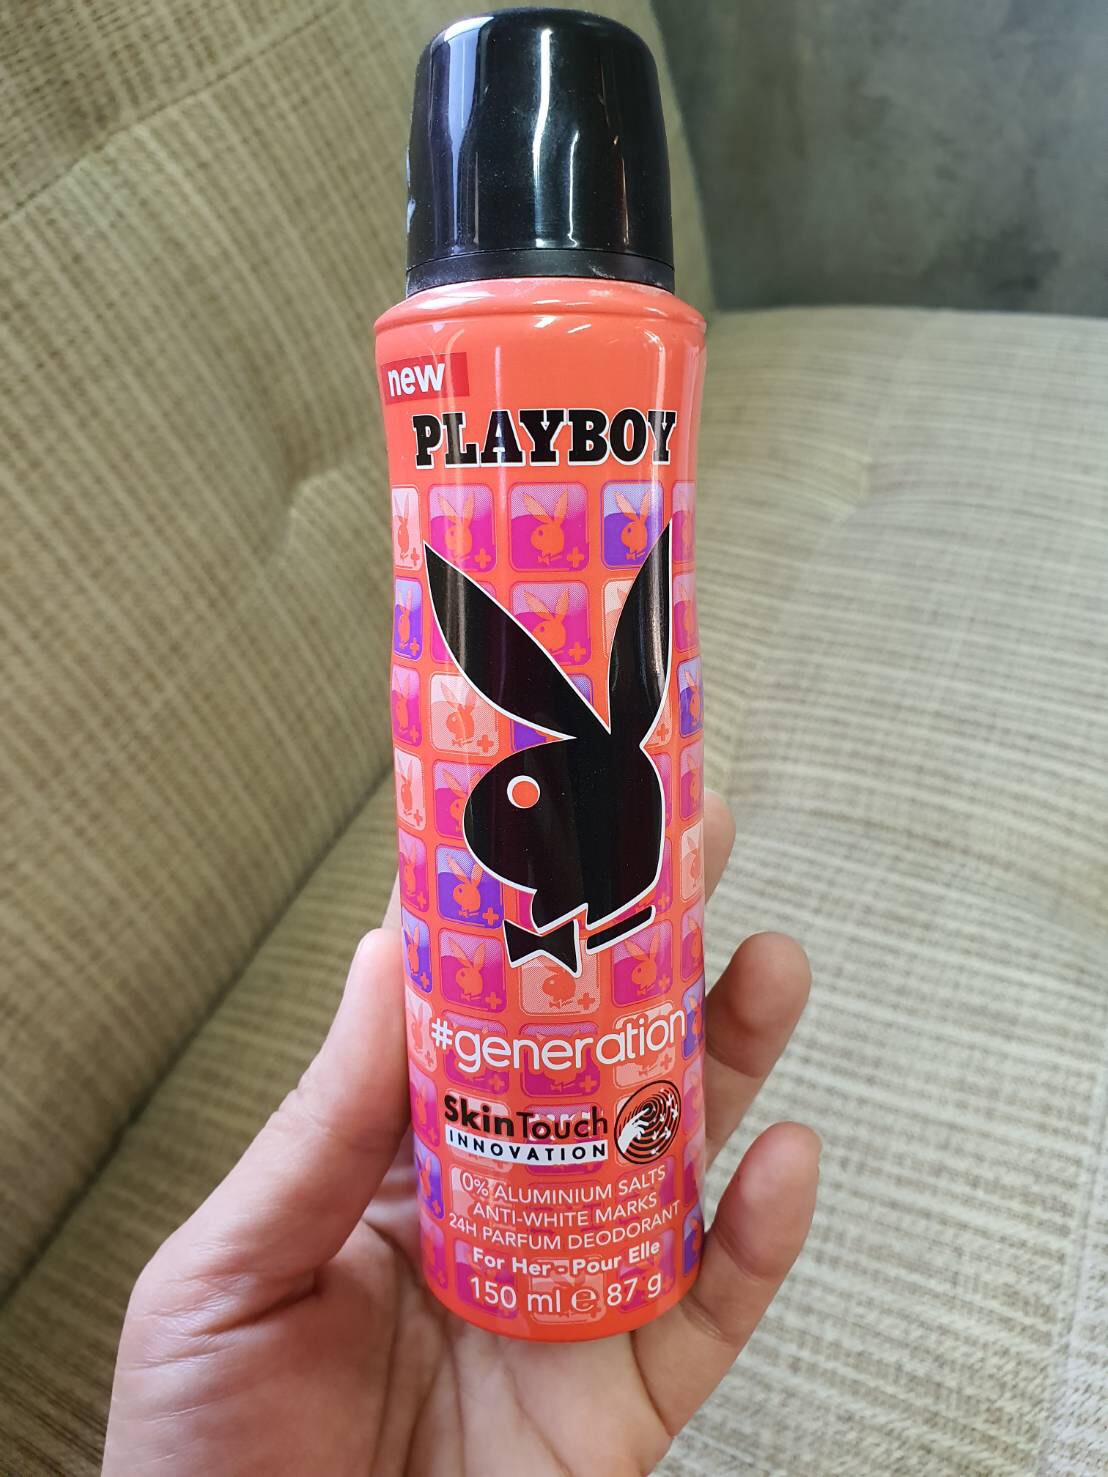 new
PLAYBOY
#generation
SkinTouch
INNOVATION
0% ALUMINIUM SALTS
ANTI-WHITE MARKS
24H PARFUM DEODORANT
For Her - Pour Elle
150 ml e 87 g